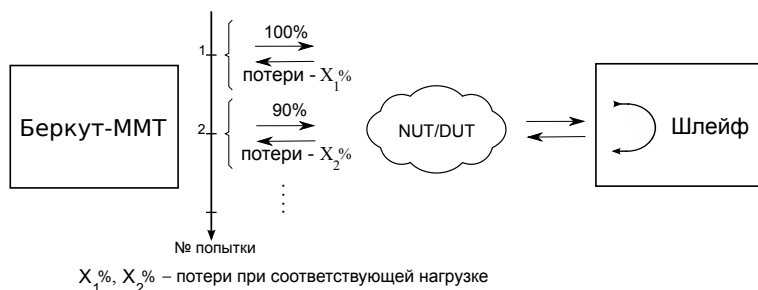 100%
1
потери - X1%
Беркут-ММТ
90%
2
потери - X2%
NUT/DUT
Шлейф
№ попытки
X1%, X2% – потери при соответствующей нагрузке